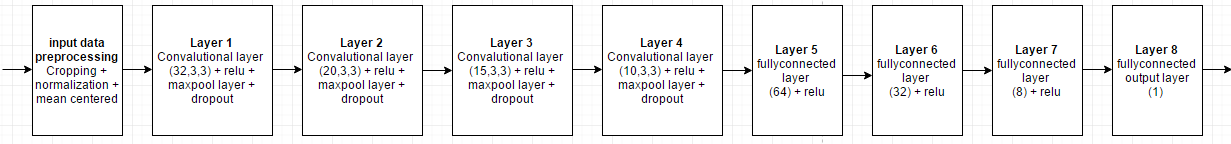 input data
preprocessing
Cropping +
normalization +
mean centered
Layer 1
Convalutional layer
(32,3,3) + relu +
maxpool layer +
dropout
Layer 2
Convalutional layer
(20,3,3) + relu +
maxpool layer +
dropout
Layer 3
Convalutional layer
(15,3,3) + relu +
maxpool layer +
dropout
Layer 4
Convalutional layer
(10,3,3) + relu +
maxpool layer +
dropout
Layer 5
fullyconnected
layer
(64) + relu
Layer 6
fullyconnected
layer
(32) + relu
Layer 7
fullyconnected
layer
(8) + relu
Layer 8
fullyconnected
output layer
(1)